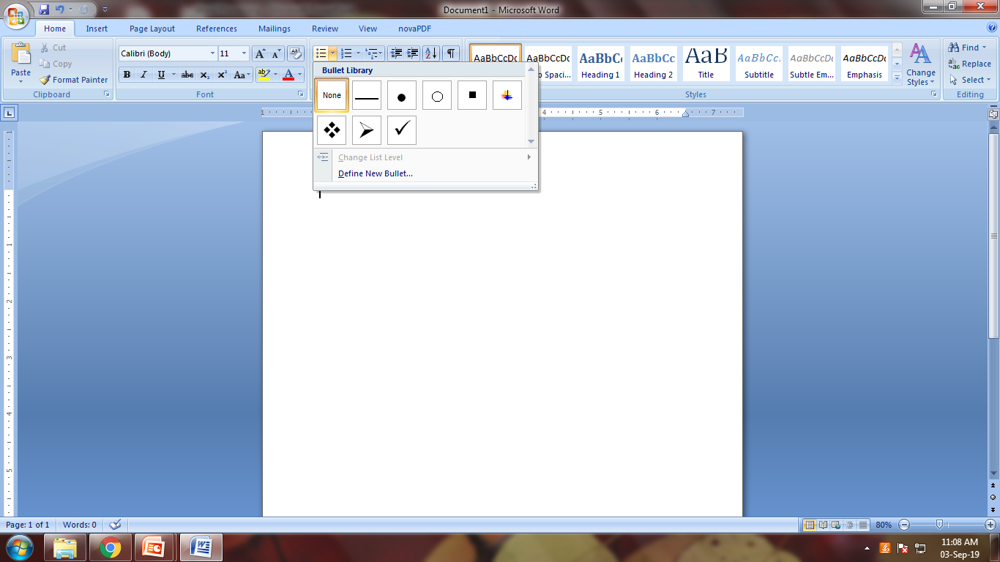 Document1 - Microsoft Word
Home Insert Page Layout References Mailings Review View novaPDF
Paste
Cut
Copy
Format Painter
Clipboard
Calibri (Body) 11
B I U abc x₂ x² Aa ab A
Font
AaBbCcDc AaBbCcDc AaBbCc AaBbCc AaB AaBbCc. AaBbCcDc AaBbCcDc
o Spaci... Heading 1 Heading 2 Title Subtitle Subtle Em... Emphasis
Change
Styles
Styles
Find
Replace
Select
Editing
Bullet Library
None
Change List Level
Define New Bullet...
1 4 5 6 7
1
1
2
3
4
5
Page: 1 of 1 Words: 0 80%
11:08 AM
03-Sep-19